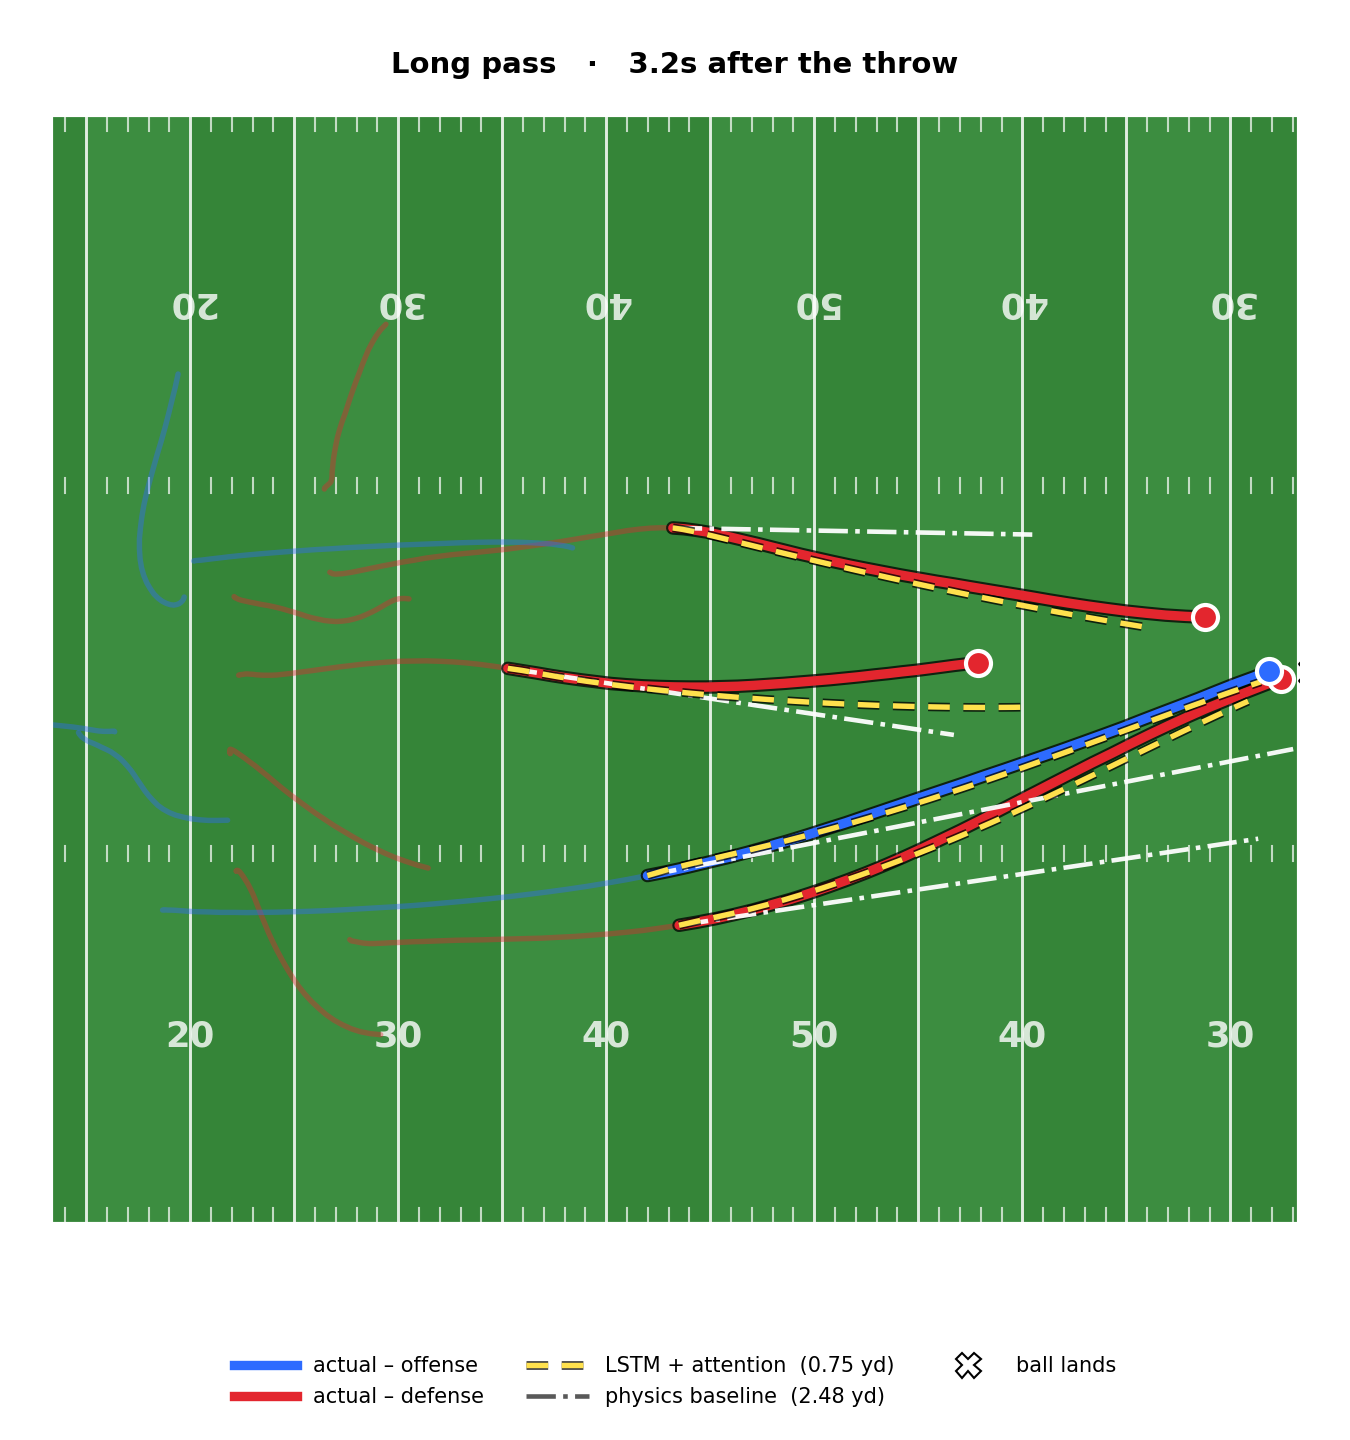 Long pass · 3.2s after the throw
20 30 40 50 40 30
20 30 40 50 40 30
actual – offense
actual – defense
LSTM + attention (0.75 yd)
physics baseline (2.48 yd)
ball lands